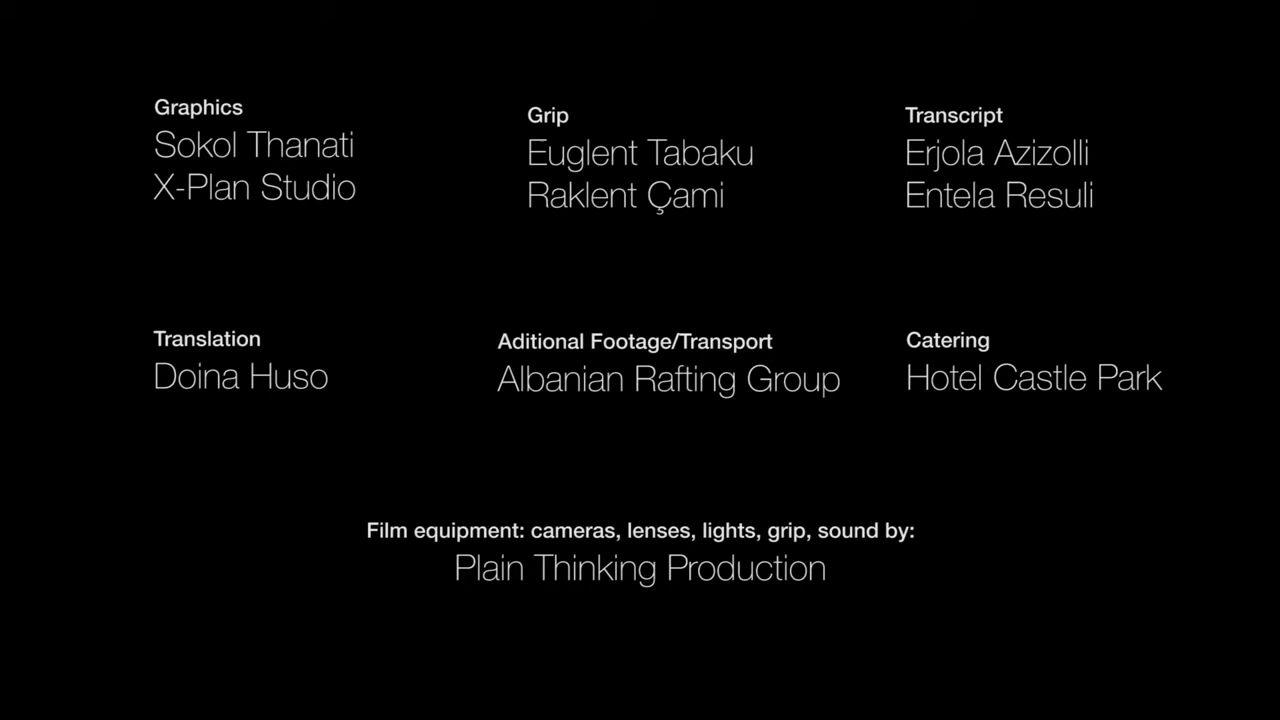 Graphics
Sokol Thanati
X-Plan Studio
Grip
Euglent Tabaku
Raklent Çami
Transcript
Erjola Azizolli
Entela Resuli
Translation
Doina Huso
Aditional Footage/Transport
Albanian Rafting Group
Catering
Hotel Castle Park
Film equipment: cameras, lenses, lights, grip, sound by:
Plain Thinking Production